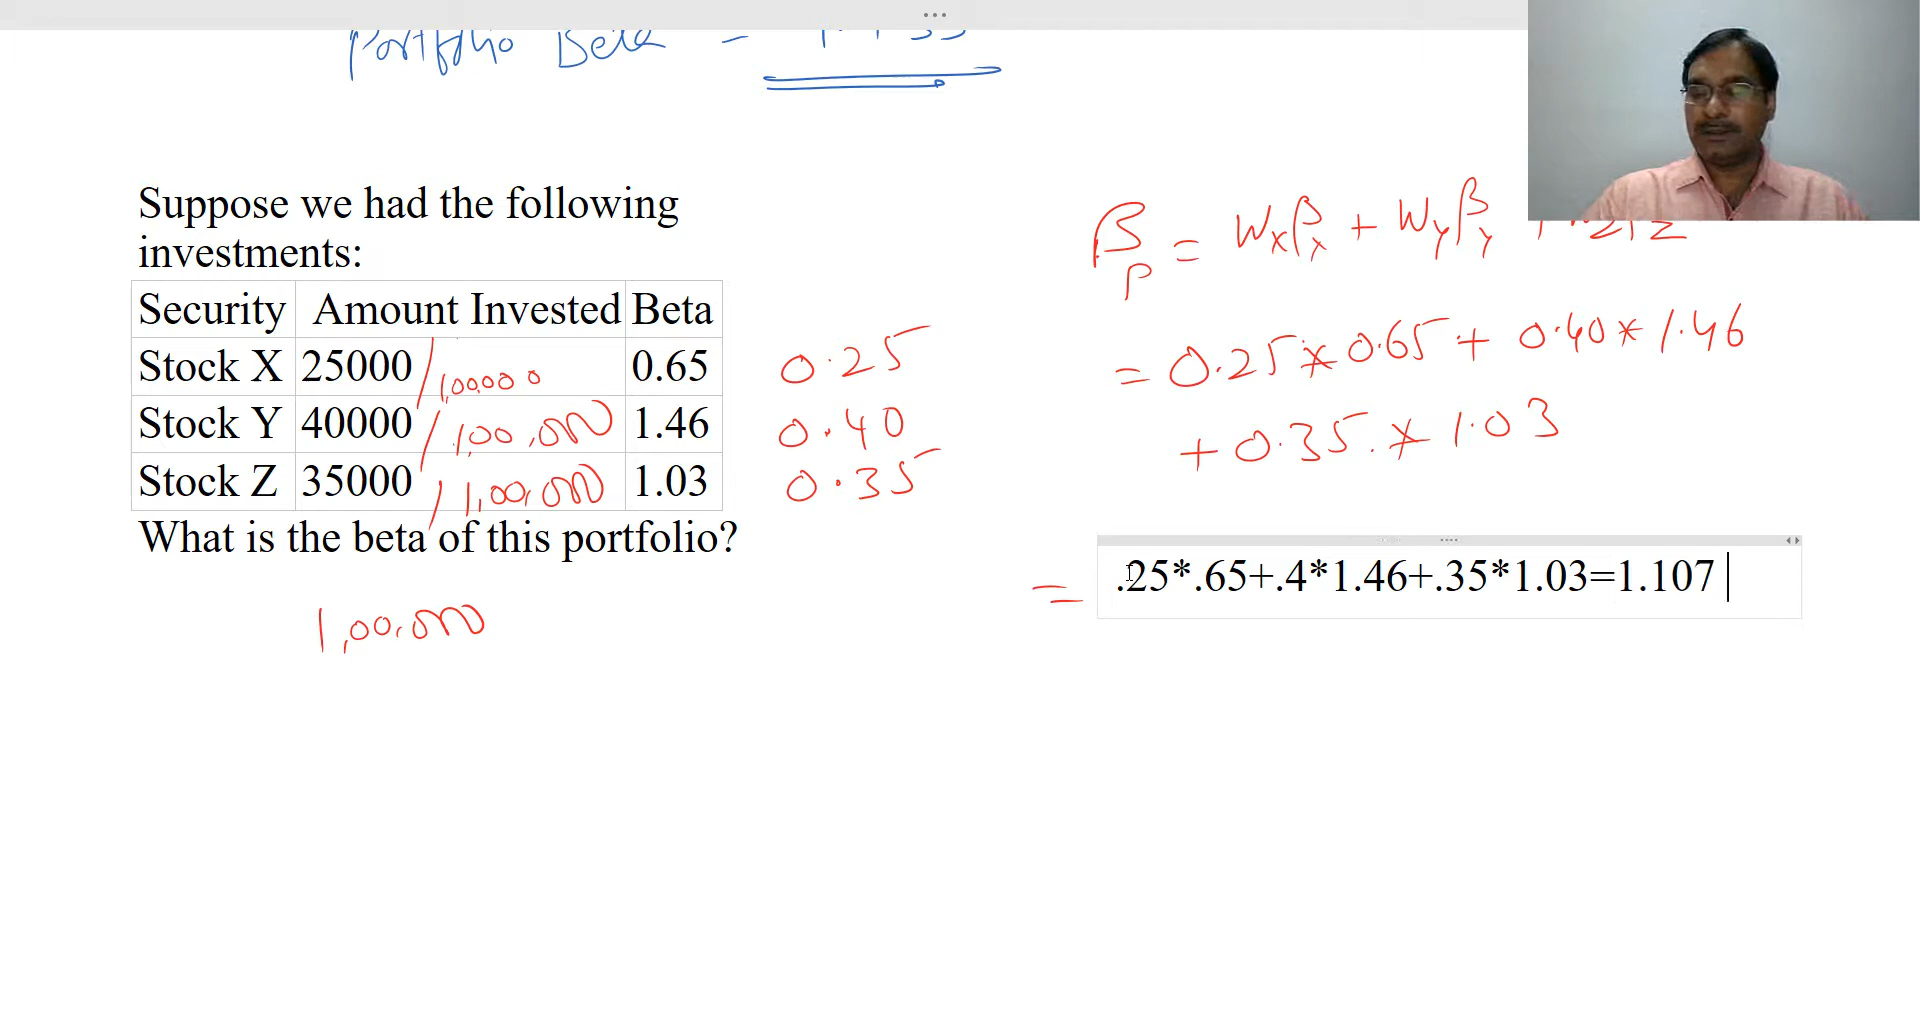 Portfolio Beta =
Suppose we had the following
investments:
Security Amount Invested Beta
Stock X 25000 / 1,00,000 0.65 0.25
Stock Y 40000 / 1,00,000 1.46 0.40
Stock Z 35000 / 1,00,000 1.03 0.35
What is the beta of this portfolio?
1,00,000
βp = Wxβx + Wyβy +
= 0.25*0.65 + 0.40*1.46
+ 0.35*1.03
= .25*.65+.4*1.46+.35*1.03=1.107